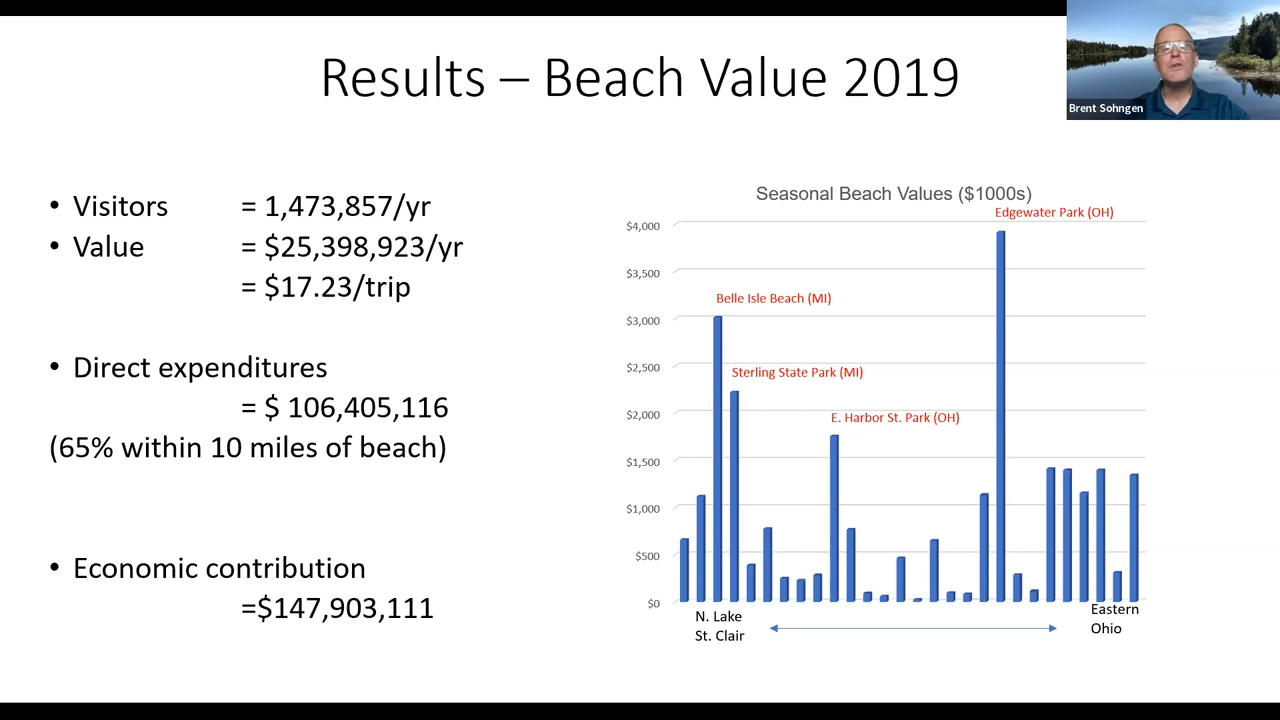 Results – Beach Value 2019
Brent Sohngen
• Visitors = 1,473,857/yr
• Value = $25,398,923/yr
= $17.23/trip
• Direct expenditures
= $ 106,405,116
(65% within 10 miles of beach)
• Economic contribution
=$147,903,111
Seasonal Beach Values ($1000s)
Edgewater Park (OH)
$4,000
$3,500
Belle Isle Beach (MI)
$3,000
$2,500
Sterling State Park (MI)
$2,000
E. Harbor St. Park (OH)
$1,500
$1,000
$500
$0
N. Lake
St. Clair
Eastern
Ohio